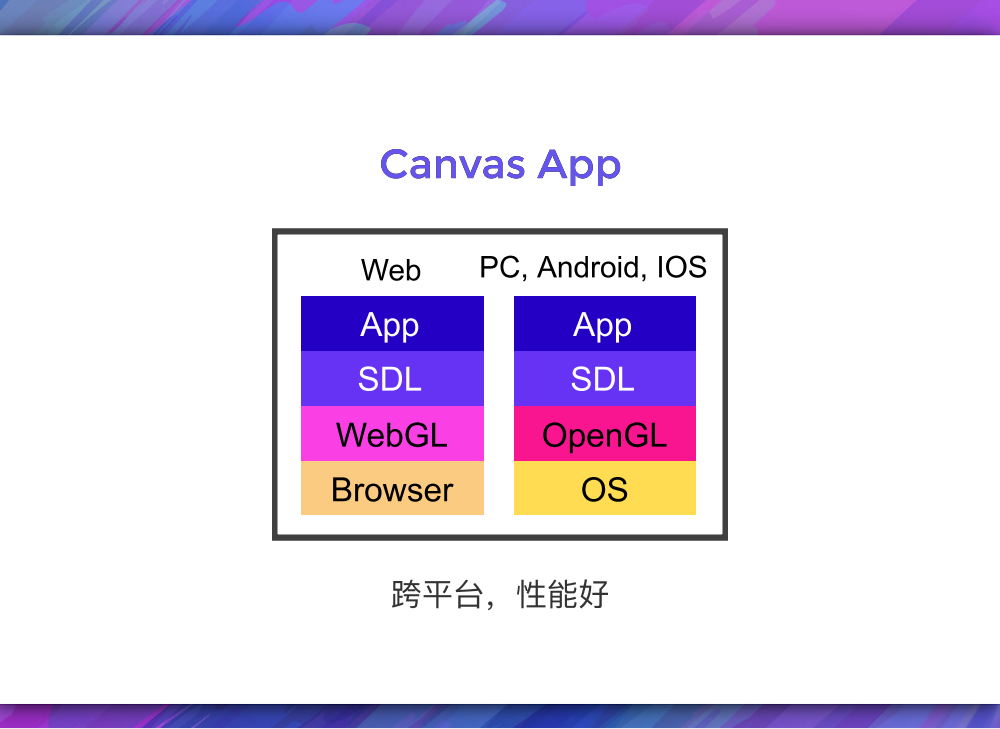 Canvas App
Web
PC, Android, IOS
App
SDL
WebGL
Browser
App
SDL
OpenGL
OS
跨平台，性能好